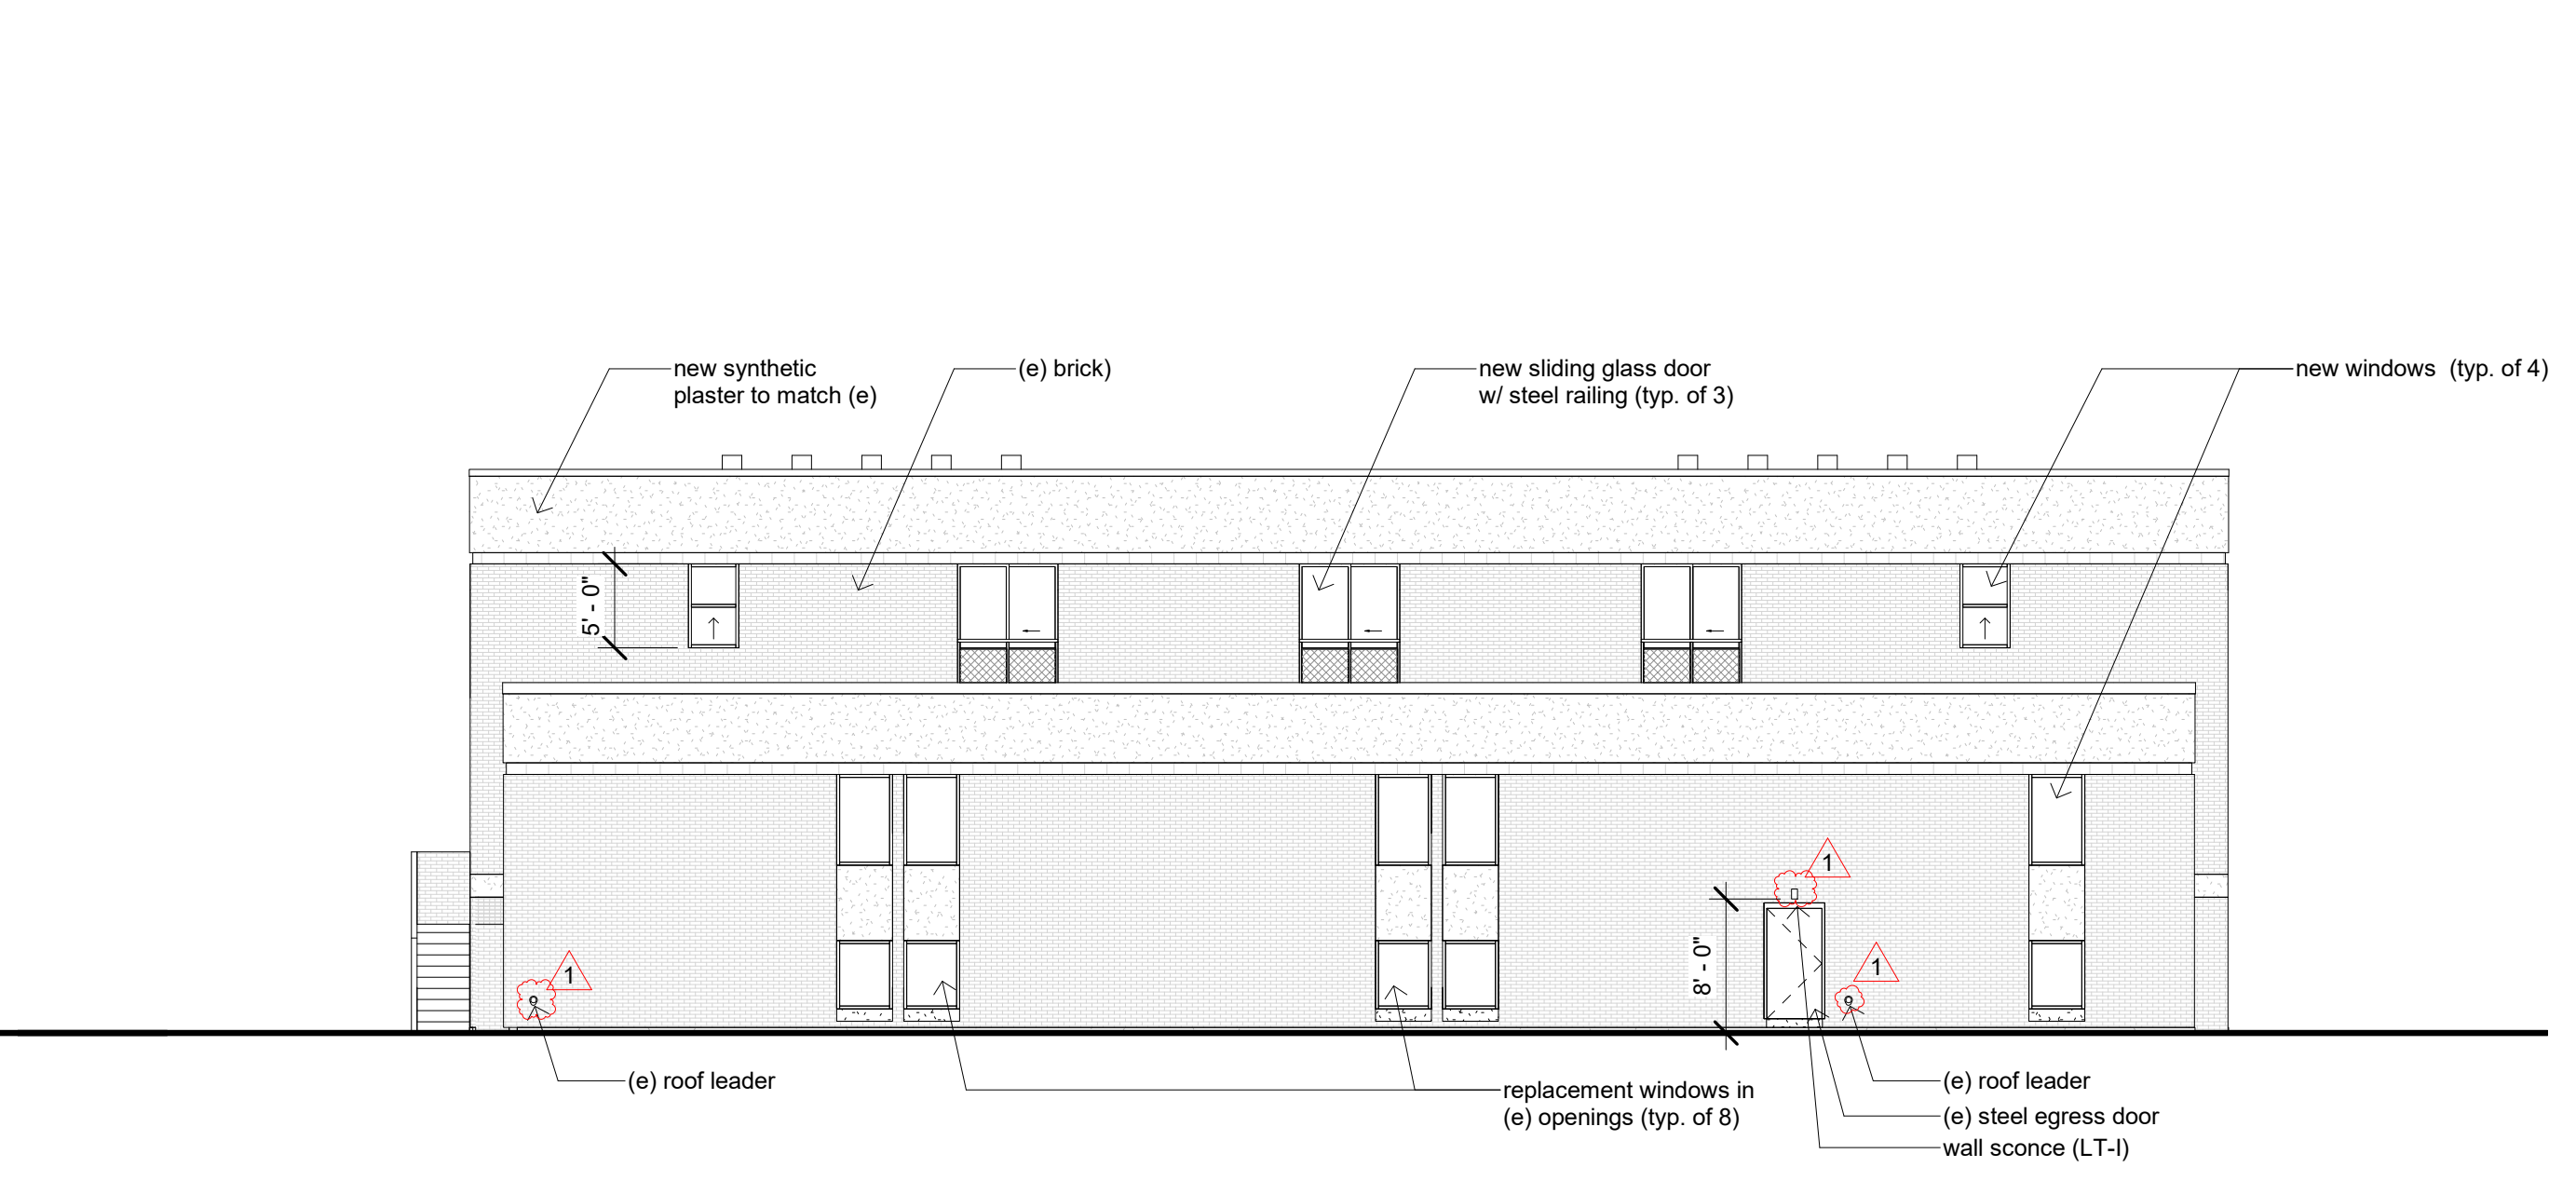 new synthetic
plaster to match (e)
(e) brick)
new sliding glass door
w/ steel railing (typ. of 3)
new windows  (typ. of 4)
5' - 0"
1
8' - 0"
1
1
(e) roof leader
replacement windows in
(e) openings (typ. of 8)
(e) roof leader
(e) steel egress door
wall sconce (LT-I)